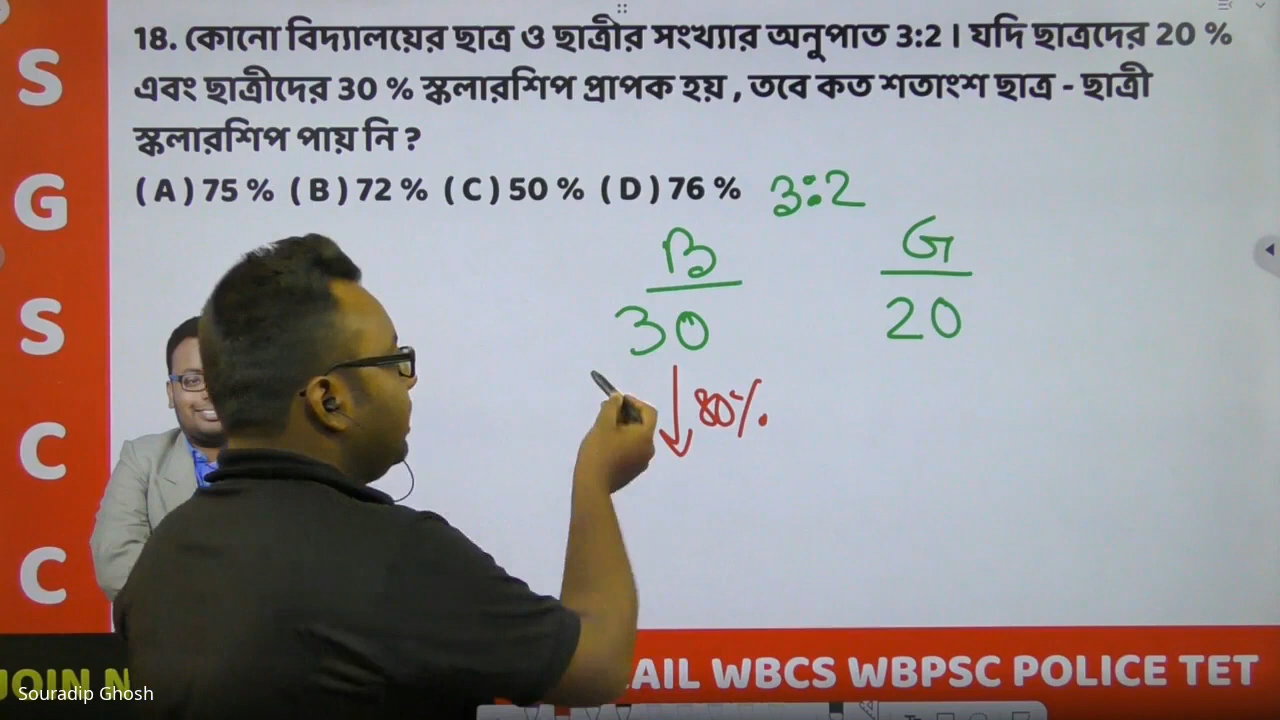 S
G
S
C
C
18. কোনো বিদ্যালয়ের ছাত্র ও ছাত্রীর সংখ্যার অনুপাত 3:2 । যদি ছাত্রদের 20 %
এবং ছাত্রীদের 30 % স্কলারশিপ প্রাপক হয় , তবে কত শতাংশ ছাত্র - ছাত্রী
স্কলারশিপ পায় নি ?
( A ) 75 % ( B ) 72 % ( C ) 50 % ( D ) 76 %
3:2
B G
30 20
80%
JOIN N
AIL WBCS WBPSC POLICE TET
Souradip Ghosh